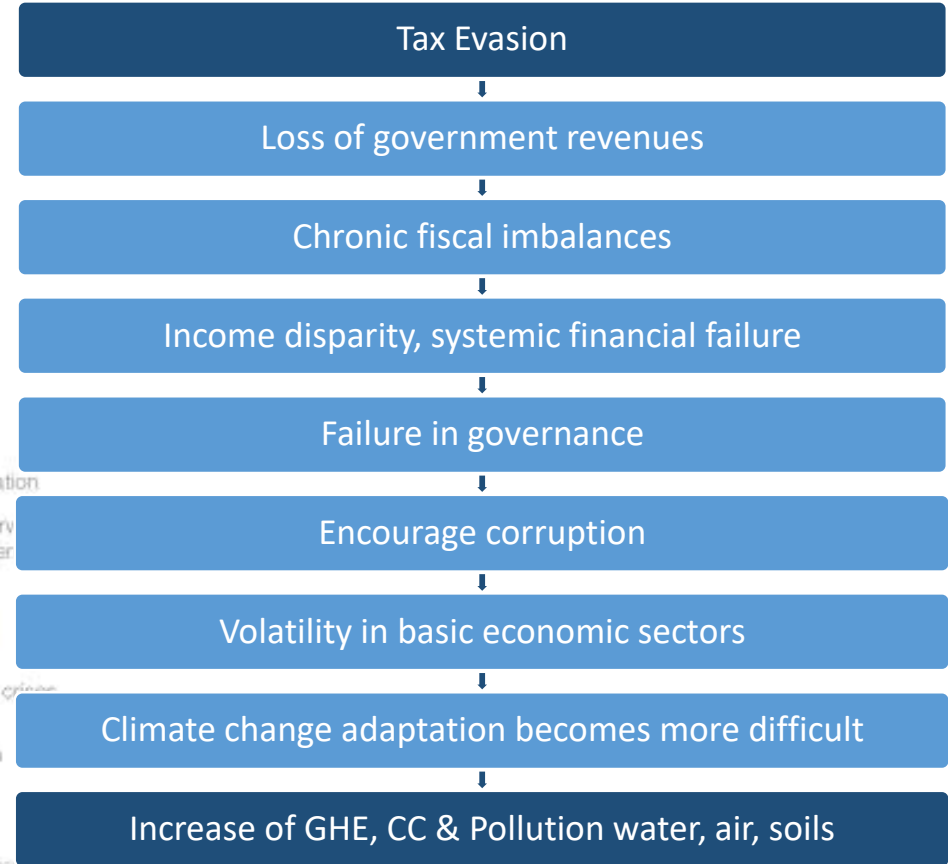 Tax Evasion
Loss of government revenues
Chronic fiscal imbalances
Income disparity, systemic financial failure
Failure in governance
Encourage corruption
Volatility in basic economic sectors
crises
Climate change adaptation becomes more difficult
Increase of GHE, CC & Pollution water, air, soils